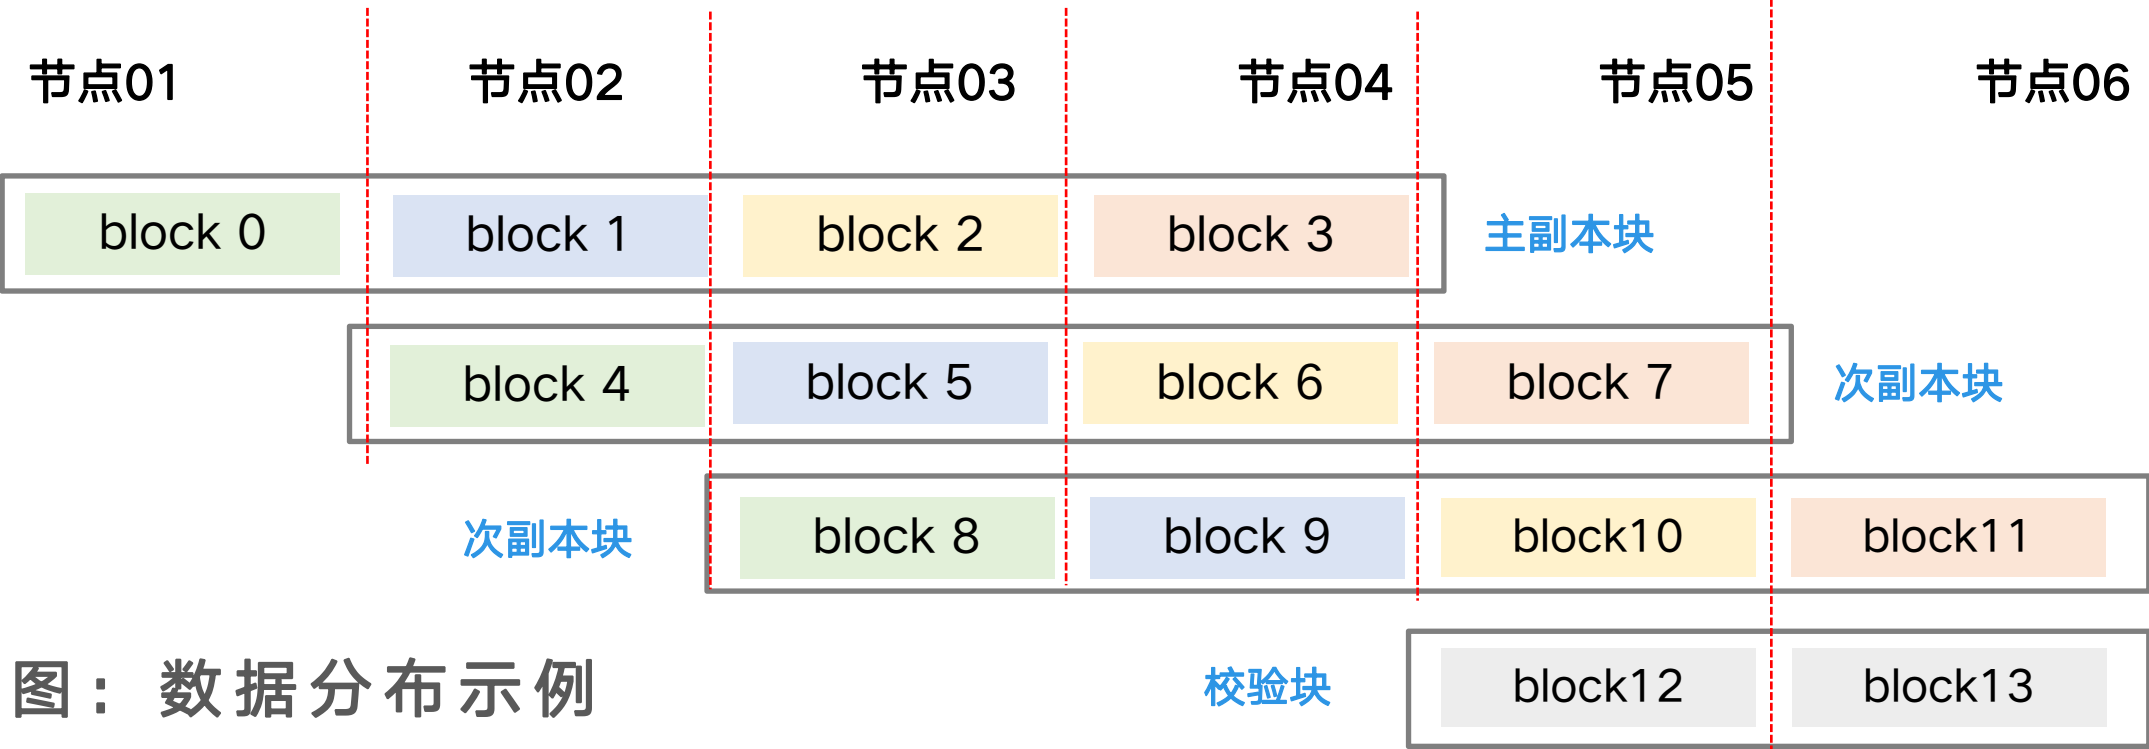 节点01 节点02 节点03 节点04 节点05 节点06
block 0 block 1 block 2 block 3 主副本块
block 4 block 5 block 6 block 7 次副本块
次副本块 block 8 block 9 block10 block11
校验块 block12 block13
图：数据分布示例